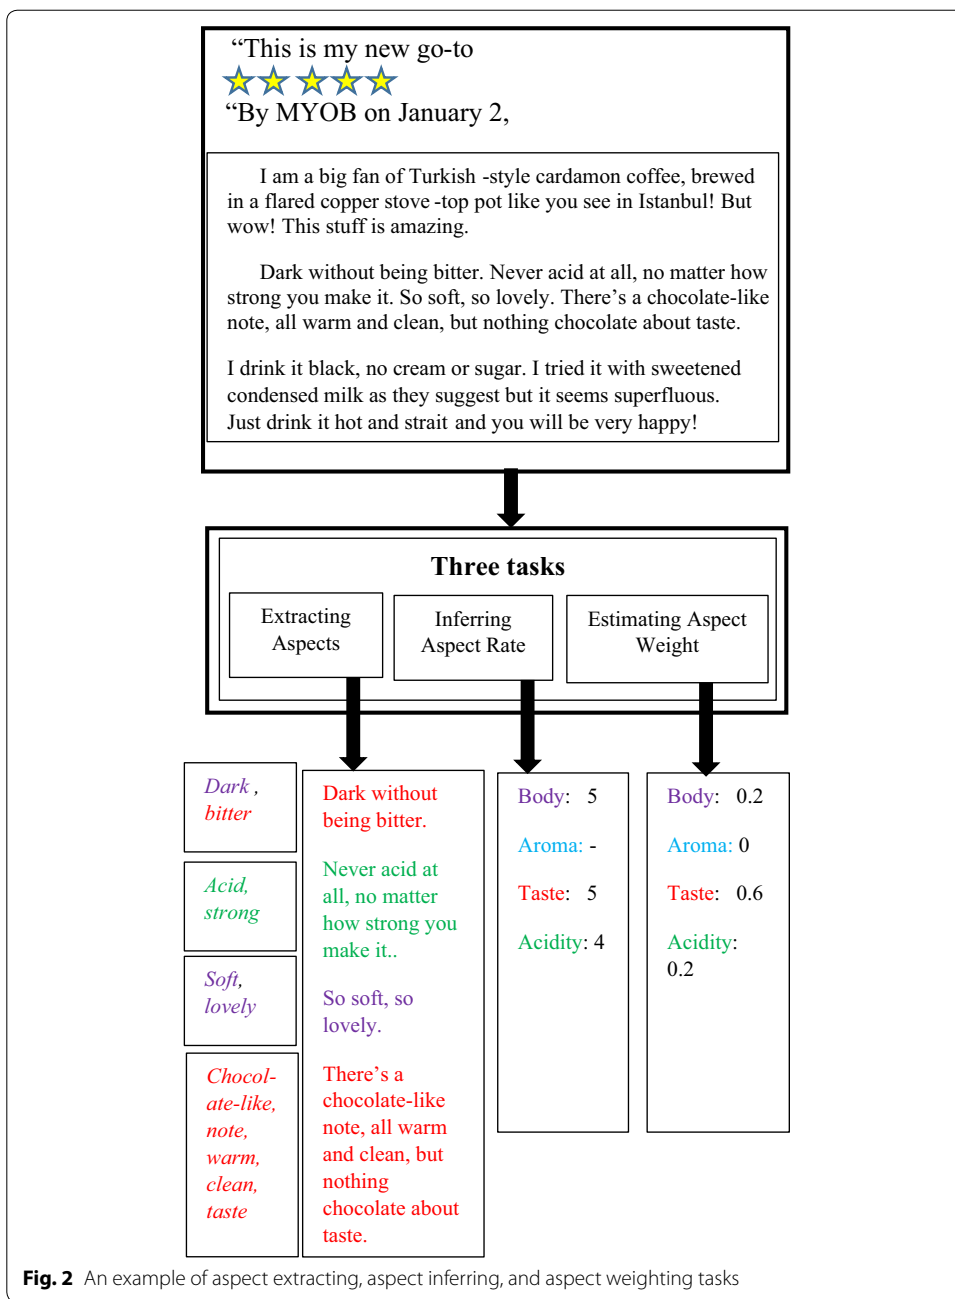 “This is my new go-to
“By MYOB on January 2,
I am a big fan of Turkish -style cardamon coffee, brewed
in a flared copper stove -top pot like you see in Istanbul! But
wow! This stuff is amazing.
Dark without being bitter. Never acid at all, no matter how
strong you make it. So soft, so lovely. There’s a chocolate-like
note, all warm and clean, but nothing chocolate about taste.
I drink it black, no cream or sugar. I tried it with sweetened
condensed milk as they suggest but it seems superfluous.
Just drink it hot and strait and you will be very happy!
Three tasks
Extracting
Aspects
Inferring
Aspect Rate
Estimating Aspect
Weight
Dark ,
bitter
Acid,
strong
Soft,
lovely
Chocol-
ate-like,
note,
warm,
clean,
taste
Dark without
being bitter.
Never acid at
all, no matter
how strong you
make it..
So soft, so
lovely.
There’s a
chocolate-like
note, all warm
and clean, but
nothing
chocolate about
taste.
Body: 5
Aroma: -
Taste: 5
Acidity: 4
Body: 0.2
Aroma: 0
Taste: 0.6
Acidity:
0.2
Fig. 2 An example of aspect extracting, aspect inferring, and aspect weighting tasks